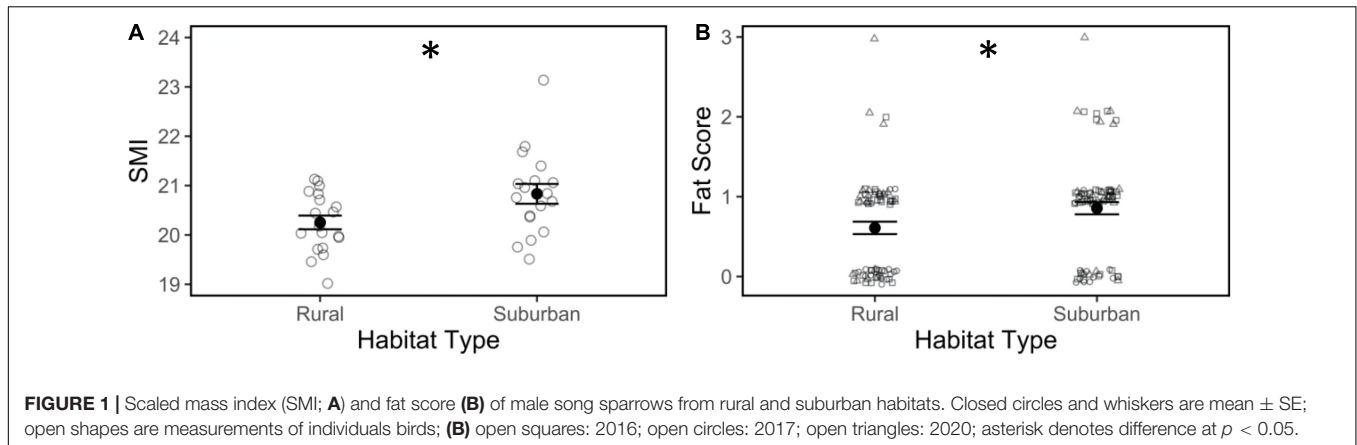 A
*
24
23
22
21
20
19
SMI
Rural Suburban
Habitat Type
B
*
3
2
1
0
Fat Score
Rural Suburban
Habitat Type
FIGURE 1 | Scaled mass index (SMI; A) and fat score (B) of male song sparrows from rural and suburban habitats. Closed circles and whiskers are mean ± SE;
open shapes are measurements of individuals birds; (B) open squares: 2016; open circles: 2017; open triangles: 2020; asterisk denotes difference at p < 0.05.